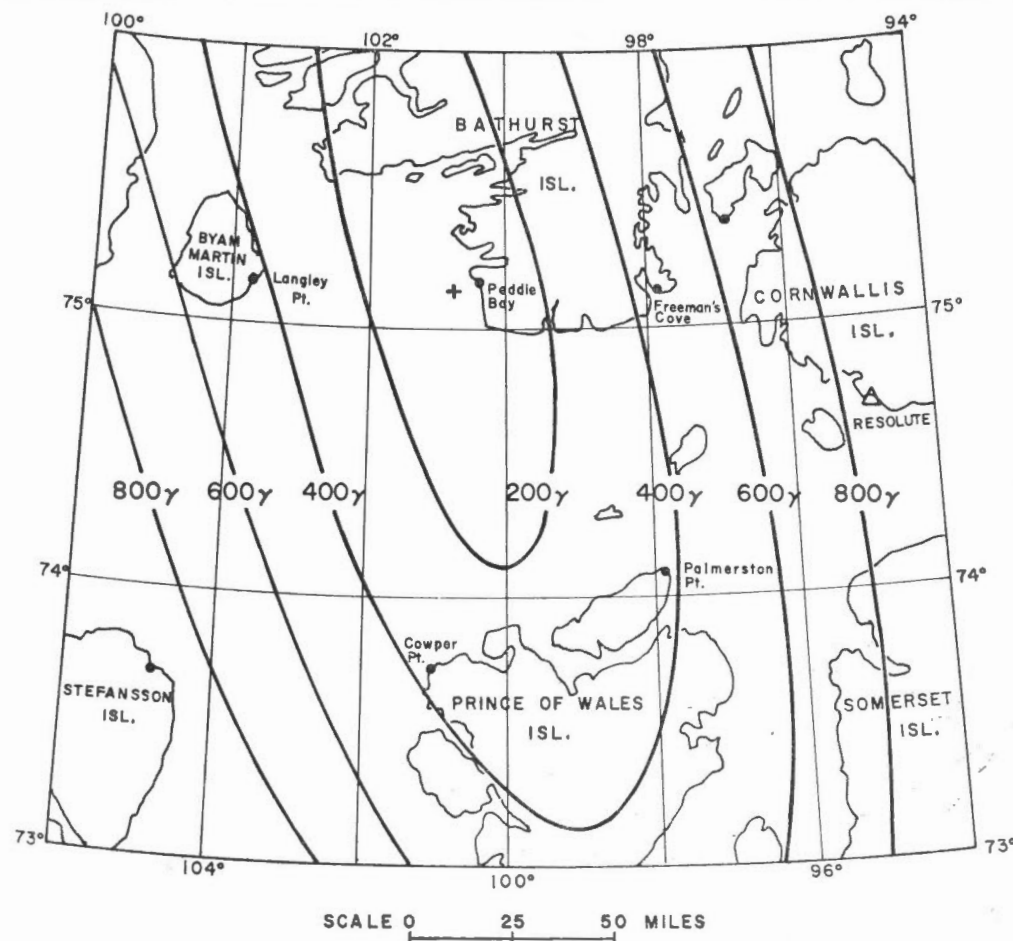 100°
102°
98°
94°
BATHURST
ISL.
BYAM
MARTIN
ISL.
Langley
Pt.
+
Peddie
Bay
Freeman's
Cove
CORNWALLIS
ISL.
75°
75°
RESOLUTE
800γ
600γ
400γ
200γ
400γ
600γ
800γ
74°
74°
Palmerston
Pt.
Cowper
Pt.
STEFANSSON
ISL.
PRINCE OF WALES
ISL.
SOMERSET
ISL.
73°
73°
104°
100°
96°
SCALE 0 25 50 MILES